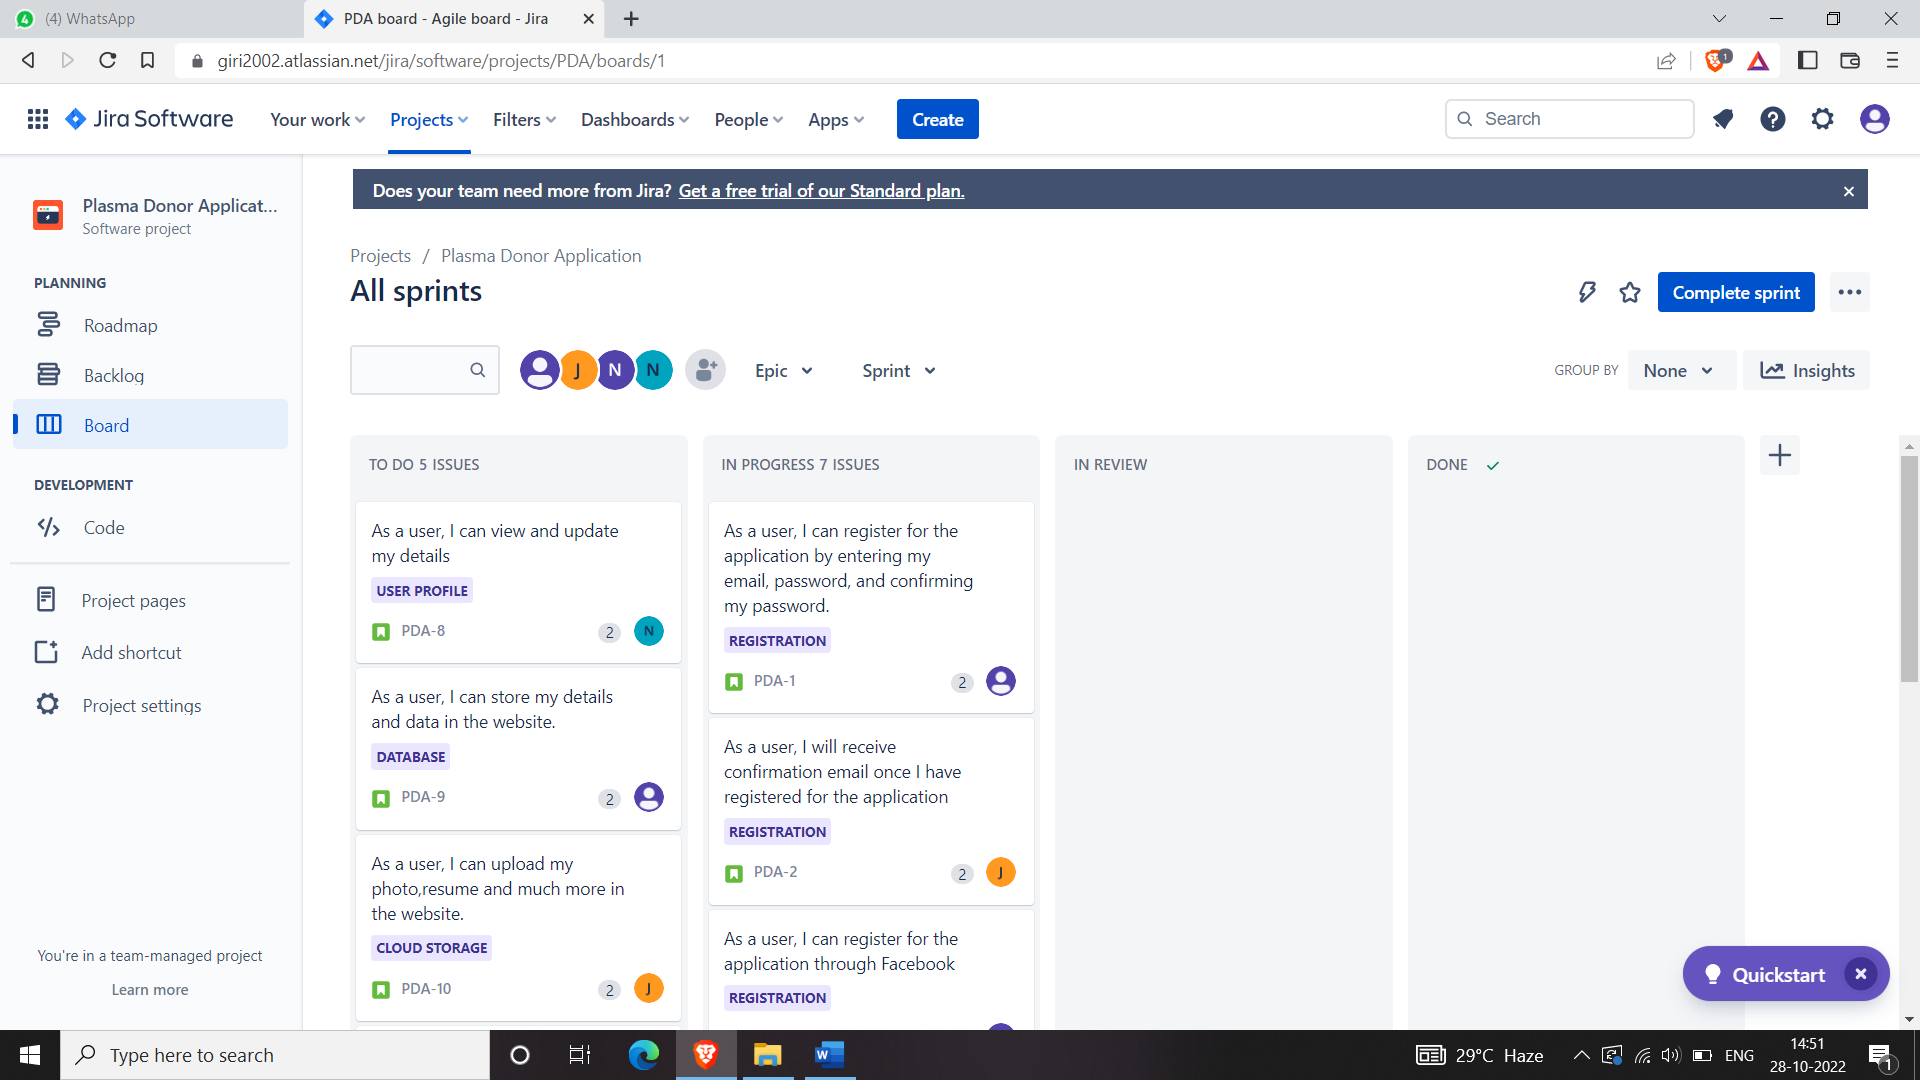 (4) WhatsApp
PDA board - Agile board - Jira
giri2002.atlassian.net/jira/software/projects/PDA/boards/1
1
Jira Software
Your work
Projects
Filters
Dashboards
People
Apps
Create
Search
Does your team need more from Jira? Get a free trial of our Standard plan.
Plasma Donor Applicat...
Software project
PLANNING
Roadmap
Backlog
Board
DEVELOPMENT
Code
Project pages
Add shortcut
Project settings
You're in a team-managed project
Learn more
Projects / Plasma Donor Application
All sprints
Complete sprint
J
N
N
Epic
Sprint
GROUP BY
None
Insights
TO DO 5 ISSUES
As a user, I can view and update
my details
USER PROFILE
PDA-8
2
N
As a user, I can store my details
and data in the website.
DATABASE
PDA-9
2
As a user, I can upload my
photo,resume and much more in
the website.
CLOUD STORAGE
PDA-10
2
J
IN PROGRESS 7 ISSUES
As a user, I can register for the
application by entering my
email, password, and confirming
my password.
REGISTRATION
PDA-1
2
As a user, I will receive
confirmation email once I have
registered for the application
REGISTRATION
PDA-2
2
J
As a user, I can register for the
application through Facebook
REGISTRATION
IN REVIEW
DONE
Quickstart
Type here to search
29°C Haze
ENG
14:51
28-10-2022
1